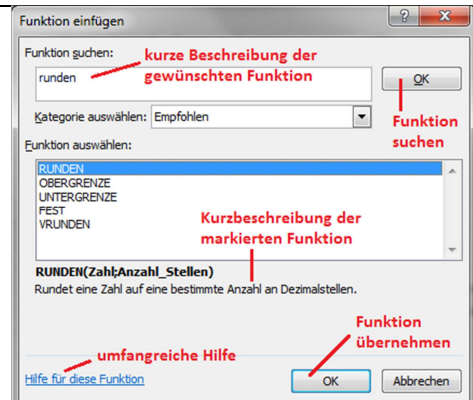 Funktion einfügen
?
Funktion suchen:
kurze Beschreibung der
gewünschten Funktion
runden
OK
Kategorie auswählen: Empfohlen
Funktion
suchen
Funktion auswählen:
RUNDEN
OBERGRENZE
UNTERGRENZE
FEST
VRUNDEN
Kurzbeschreibung der
markierten Funktion
RUNDEN(Zahl;Anzahl_Stellen)
Rundet eine Zahl auf eine bestimmte Anzahl an Dezimalstellen.
Funktion
übernehmen
umfangreiche Hilfe
Hilfe für diese Funktion
OK
Abbrechen